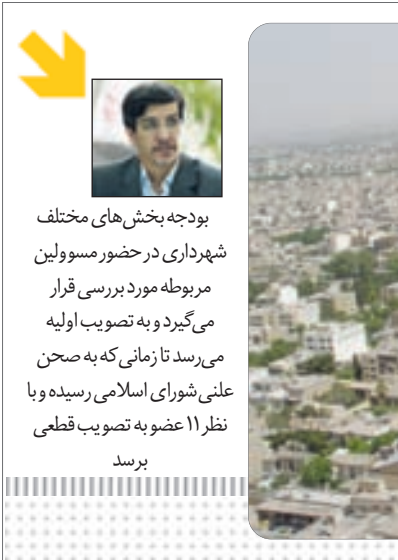 بودجه بخش‌های مختلف
شهرداری در حضور مسوولین
مربوطه مورد بررسی قرار
می‌گیرد و به تصویب اولیه
می‌رسد تا زمانی که به صحن
علنی شورای اسلامی رسیده و با
نظر ۱۱ عضو به تصویب قطعی
برسد